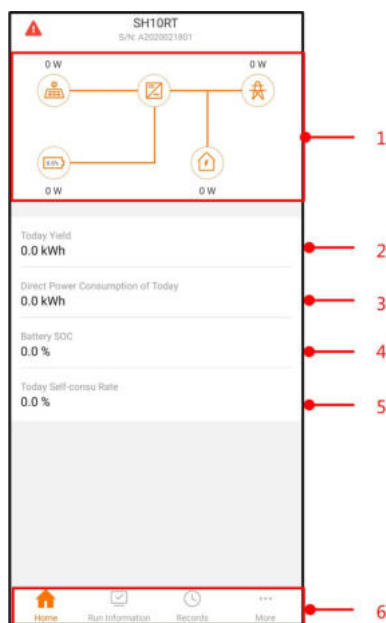 SH10RT
S/N: A2020021801
0 W
0 W
0.0%
0 W
0 W
1
Today Yield
0.0 kWh
2
Direct Power Consumption of Today
0.0 kWh
3
Battery SOC
0.0 %
4
Today Self-consu Rate
0.0 %
5
Home
Run Information
Records
More
6